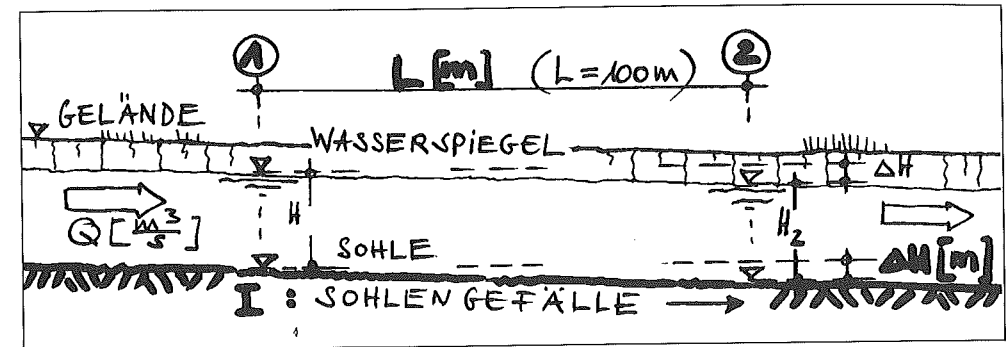 1
L [m] (L=100m)
2
GELÄNDE
WASSERSPIEGEL
ΔH
Q [m³/s]
H
H₂
SOHLE
ΔH [m]
I : SOHLENGEFÄLLE